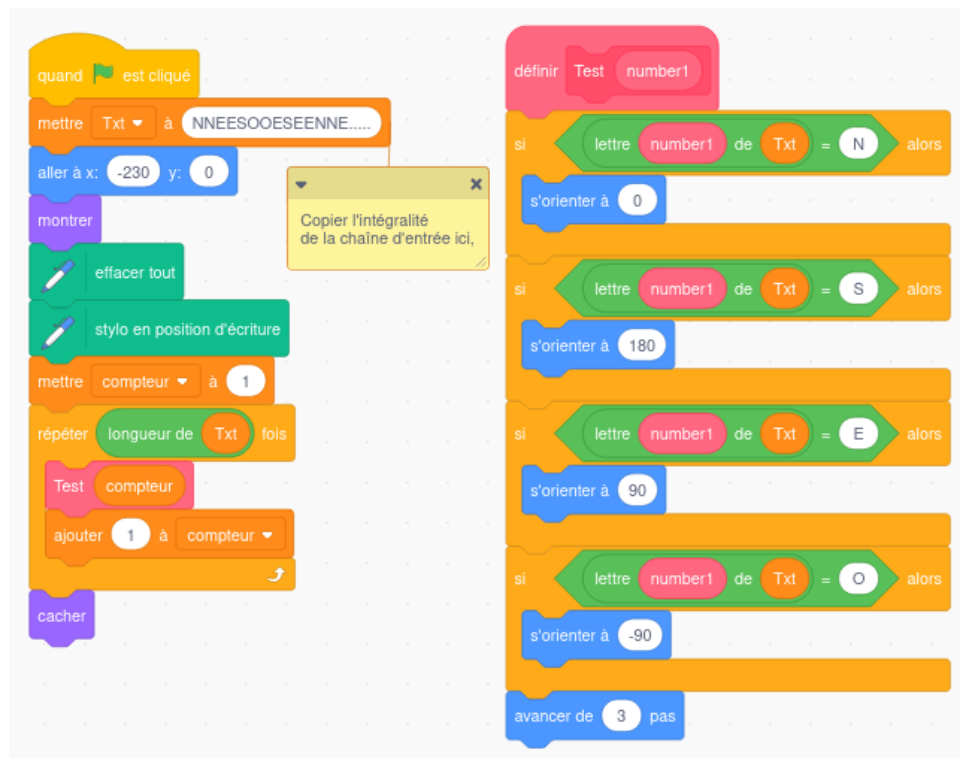 quand est cliqué
mettre Txt à NNEESOOESEENNE.....
aller à x: -230 y: 0
montrer
effacer tout
stylo en position d'écriture
mettre compteur à 1
répéter longueur de Txt fois
Test compteur
ajouter 1 à compteur
cacher
Copier l'intégralité
de la chaîne d'entrée ici,
définir Test number1
si lettre number1 de Txt = N alors
s'orienter à 0
si lettre number1 de Txt = S alors
s'orienter à 180
si lettre number1 de Txt = E alors
s'orienter à 90
si lettre number1 de Txt = O alors
s'orienter à -90
avancer de 3 pas